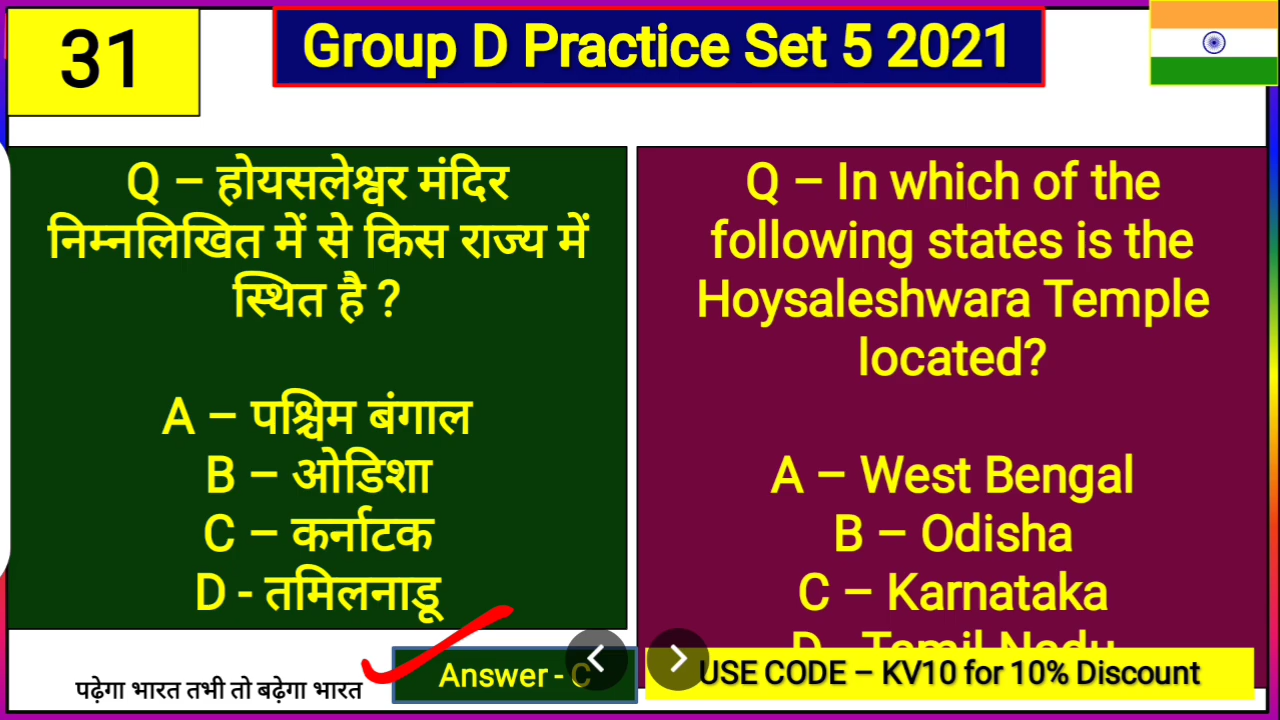 31
Group D Practice Set 5 2021
Q – होयसलेश्वर मंदिर
निम्नलिखित में से किस राज्य में
स्थित है ?
A – पश्चिम बंगाल
B – ओडिशा
C – कर्नाटक
D - तमिलनाडू
Q – In which of the
following states is the
Hoysaleshwara Temple
located?
A – West Bengal
B – Odisha
C – Karnataka
D - Tamil Nadu
पढ़ेगा भारत तभी तो बढ़ेगा भारत
Answer - C
USE CODE – KV10 for 10% Discount